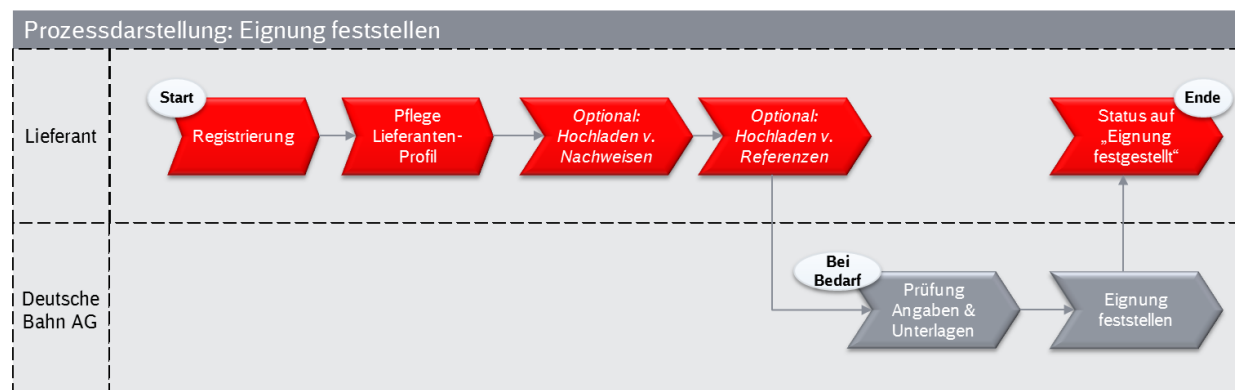 Prozessdarstellung: Eignung feststellen
Lieferant
Start
Registrierung
Pflege
Lieferanten-
Profil
Optional:
Hochladen v.
Nachweisen
Optional:
Hochladen v.
Referenzen
Ende
Status auf
„Eignung
festgestellt“
Deutsche
Bahn AG
Bei
Bedarf
Prüfung
Angaben &
Unterlagen
Eignung
feststellen